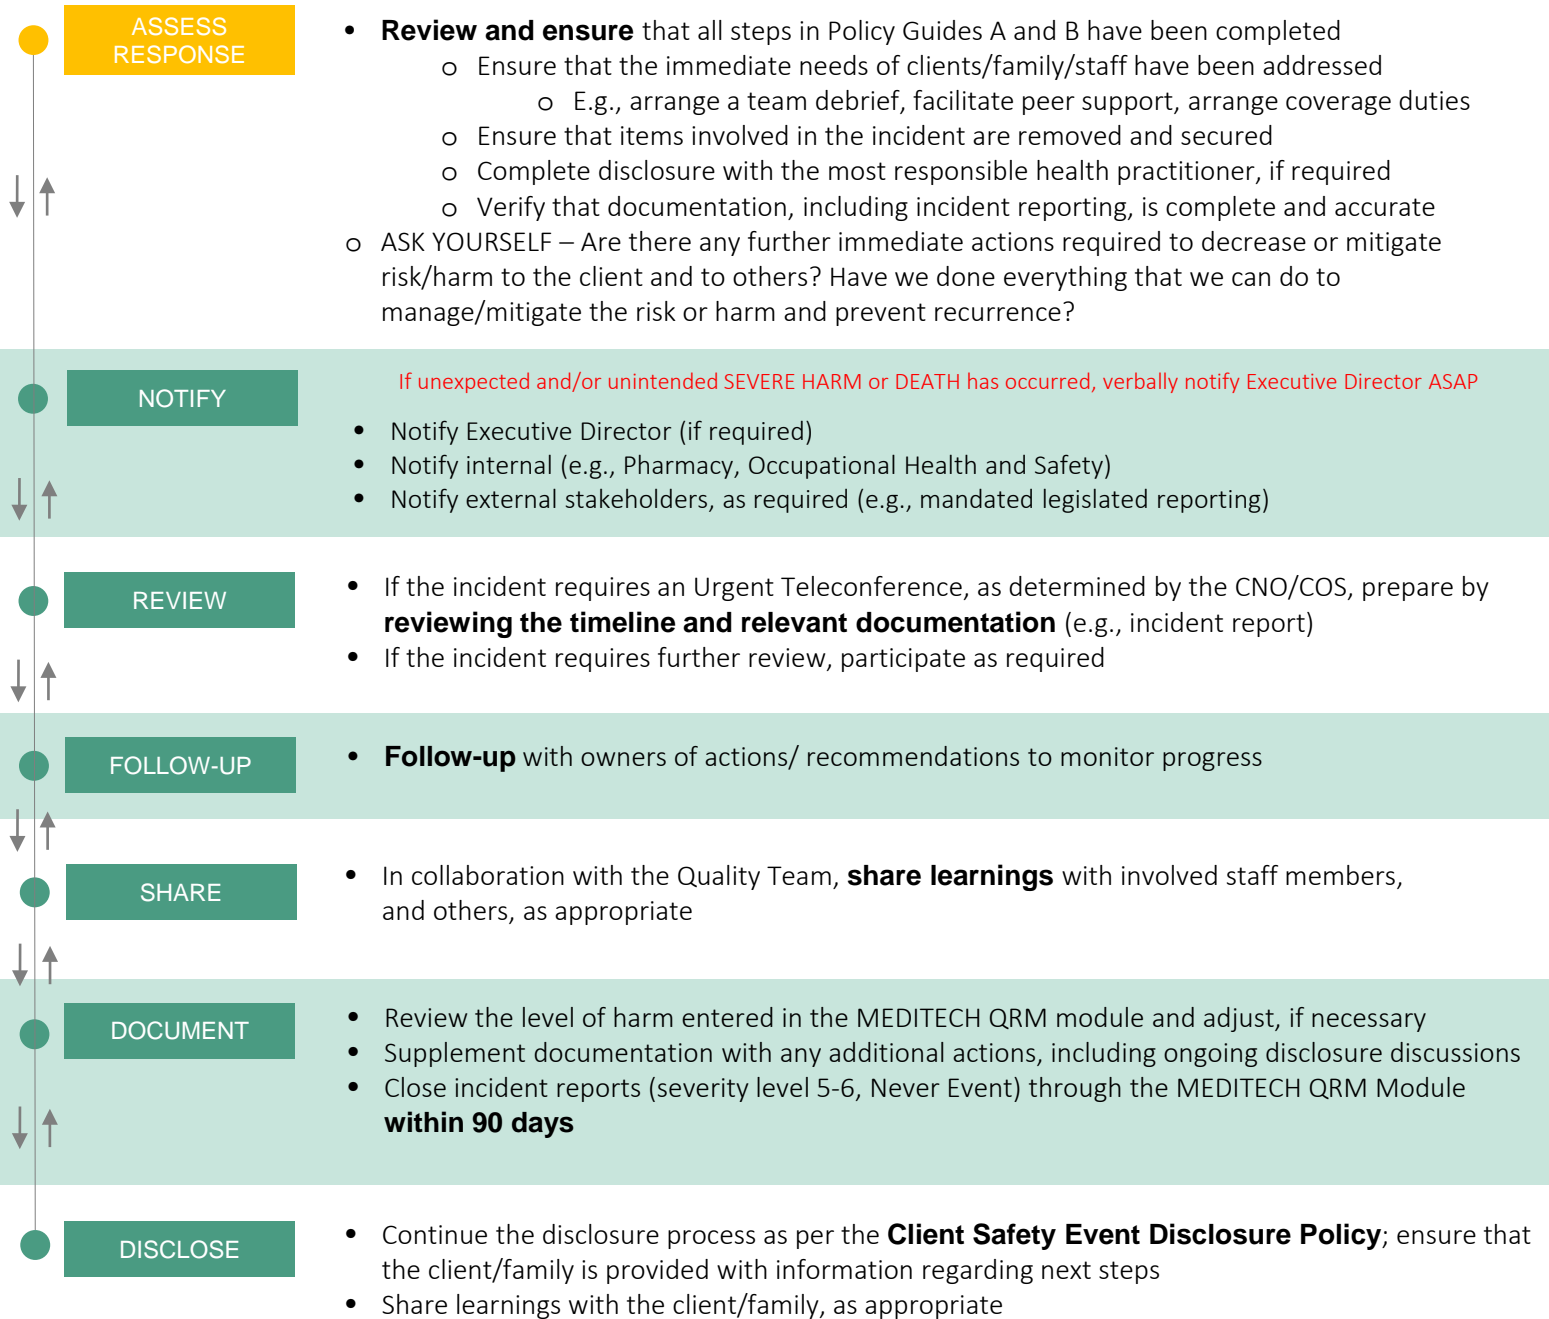 ASSESS
RESPONSE
• Review and ensure that all steps in Policy Guides A and B have been completed
o Ensure that the immediate needs of clients/family/staff have been addressed
o E.g., arrange a team debrief, facilitate peer support, arrange coverage duties
o Ensure that items involved in the incident are removed and secured
o Complete disclosure with the most responsible health practitioner, if required
o Verify that documentation, including incident reporting, is complete and accurate
o ASK YOURSELF – Are there any further immediate actions required to decrease or mitigate
risk/harm to the client and to others? Have we done everything that we can do to
manage/mitigate the risk or harm and prevent recurrence?
NOTIFY
If unexpected and/or unintended SEVERE HARM or DEATH has occurred, verbally notify Executive Director ASAP
• Notify Executive Director (if required)
• Notify internal (e.g., Pharmacy, Occupational Health and Safety)
• Notify external stakeholders, as required (e.g., mandated legislated reporting)
REVIEW
• If the incident requires an Urgent Teleconference, as determined by the CNO/COS, prepare by
reviewing the timeline and relevant documentation (e.g., incident report)
• If the incident requires further review, participate as required
FOLLOW-UP
• Follow-up with owners of actions/ recommendations to monitor progress
SHARE
• In collaboration with the Quality Team, share learnings with involved staff members,
and others, as appropriate
DOCUMENT
• Review the level of harm entered in the MEDITECH QRM module and adjust, if necessary
• Supplement documentation with any additional actions, including ongoing disclosure discussions
• Close incident reports (severity level 5-6, Never Event) through the MEDITECH QRM Module
within 90 days
DISCLOSE
• Continue the disclosure process as per the Client Safety Event Disclosure Policy; ensure that
the client/family is provided with information regarding next steps
• Share learnings with the client/family, as appropriate